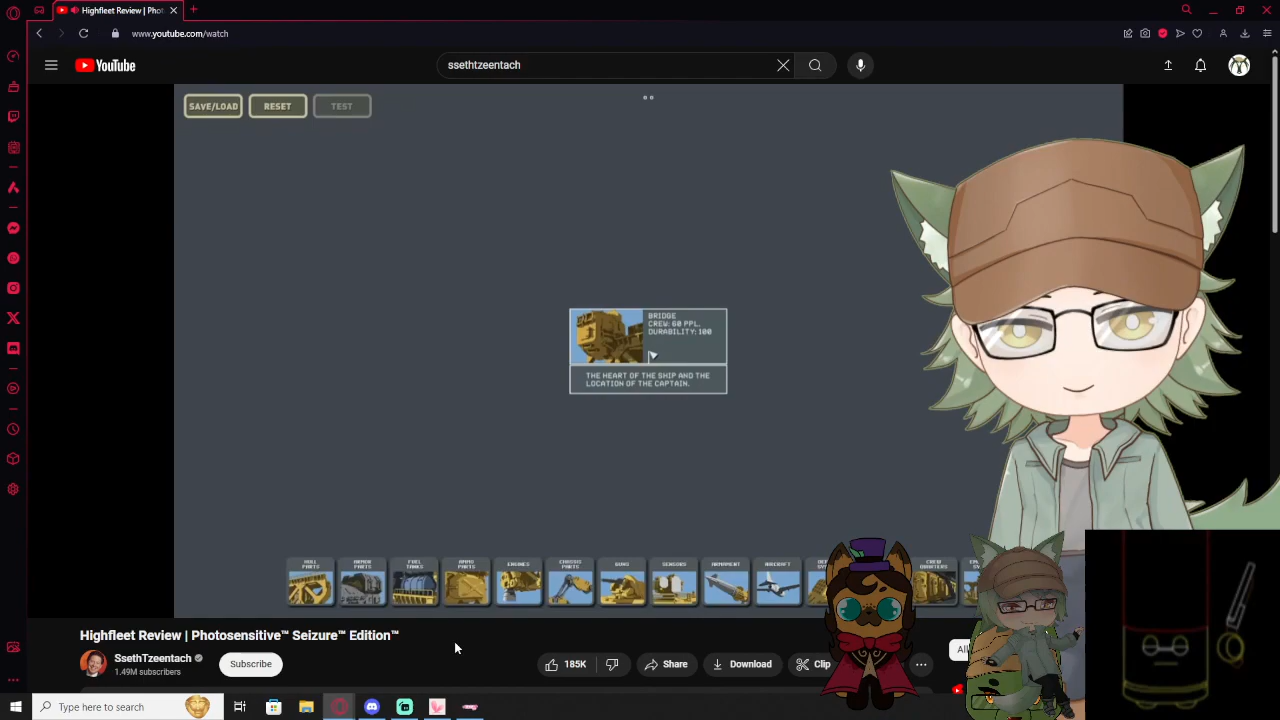 Highfleet Review | Phot
www.youtube.com/watch
YouTube
ssethtzeentach
SAVE/LOAD
RESET
TEST
BRIDGE
CREW: 60 PPL.
DURABILITY: 100
THE HEART OF THE SHIP AND THE
LOCATION OF THE CAPTAIN.
HULL PARTS
ARMOR PARTS
FUEL TANKS
AMMO PARTS
ENGINES
CHASSIS PARTS
GUNS
SENSORS
ARMAMENT
AIRCRAFT
CREW QUARTERS
Highfleet Review | Photosensitive™ Seizure™ Edition™
SsethTzeentach
1.49M subscribers
Subscribe
185K
Share
Download
Clip
All
Type here to search